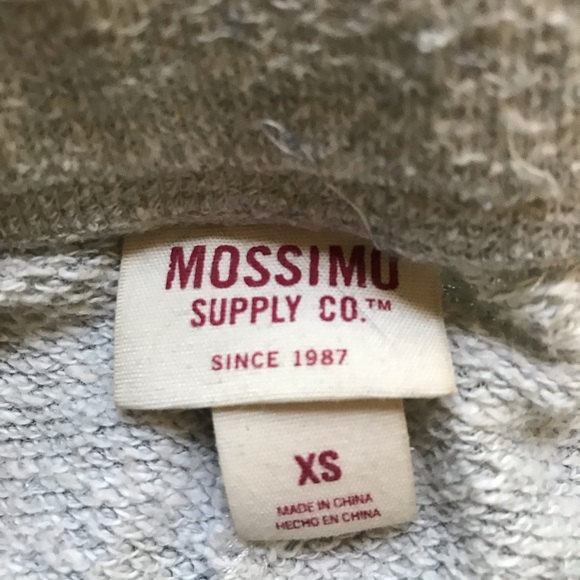 MOSSIMO
SUPPLY CO.™
SINCE 1987
XS
MADE IN CHINA
HECHO EN CHINA